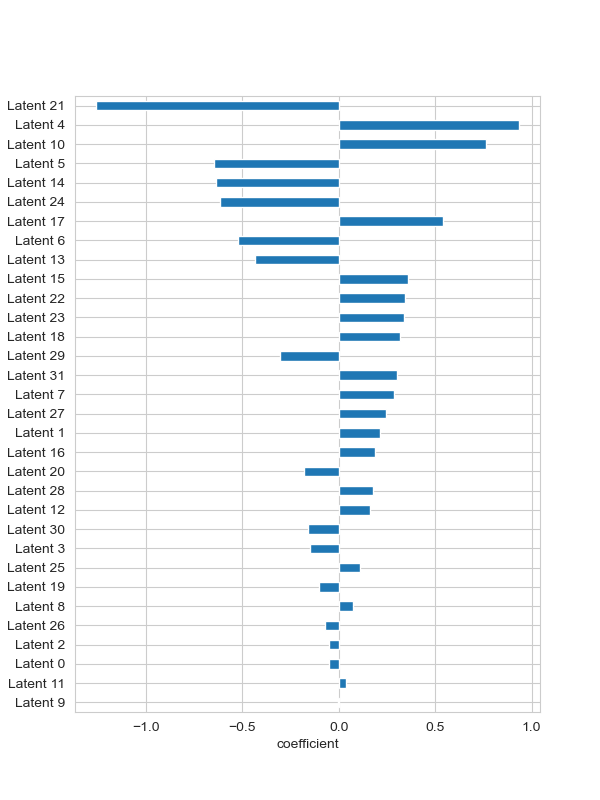 Latent 21
Latent 4
Latent 10
Latent 5
Latent 14
Latent 24
Latent 17
Latent 6
Latent 13
Latent 15
Latent 22
Latent 23
Latent 18
Latent 29
Latent 31
Latent 7
Latent 27
Latent 1
Latent 16
Latent 20
Latent 28
Latent 12
Latent 30
Latent 3
Latent 25
Latent 19
Latent 8
Latent 26
Latent 2
Latent 0
Latent 11
Latent 9
−1.0 −0.5 0.0 0.5 1.0
coefficient